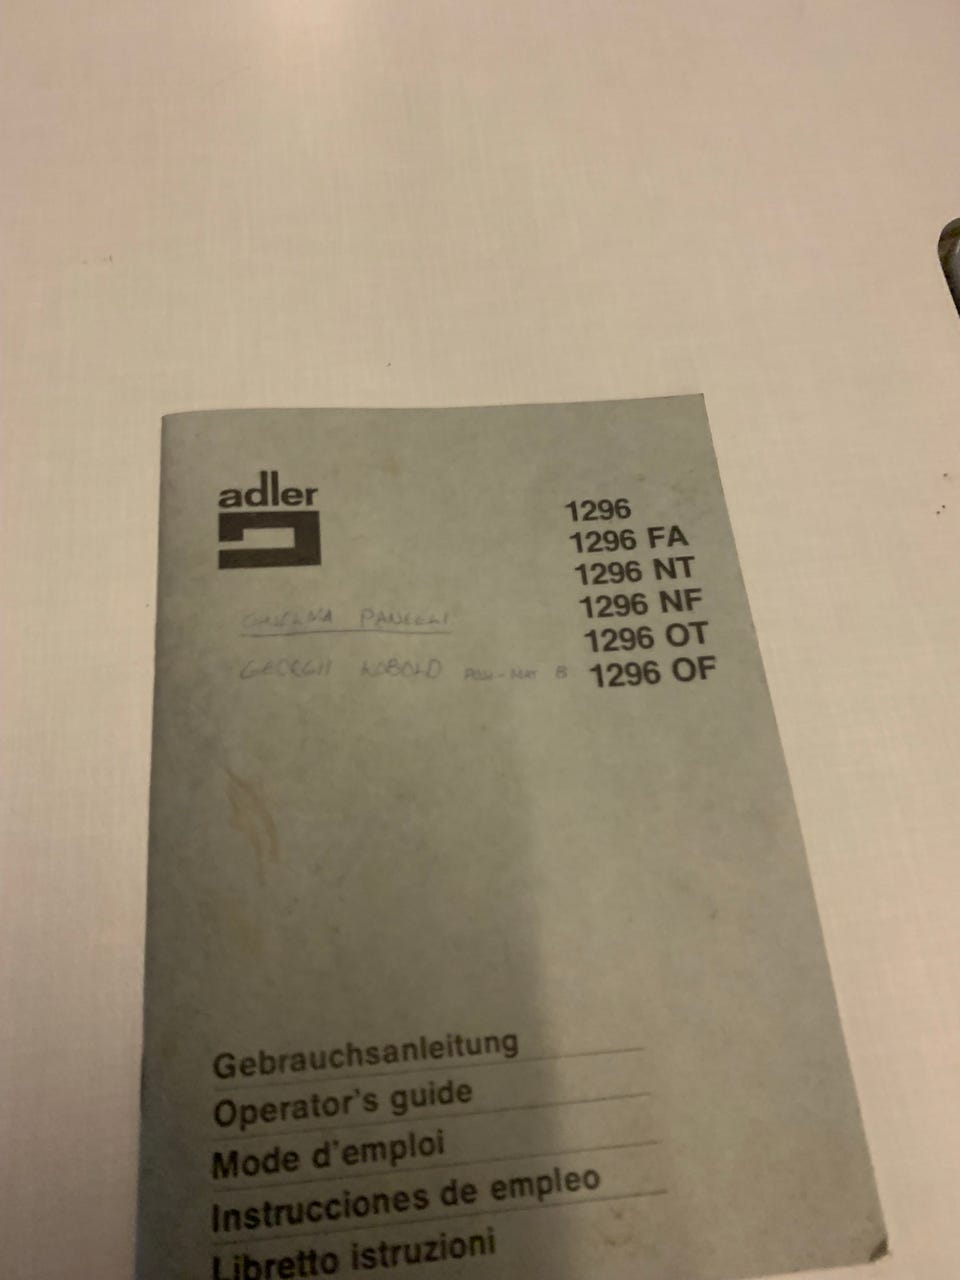 adler
1296
1296 FA
1296 NT
1296 NF
1296 OT
1296 OF
KOBOLD
Gebrauchsanleitung
Operator's guide
Mode d'emploi
Instrucciones de empleo
Libretto istruzioni